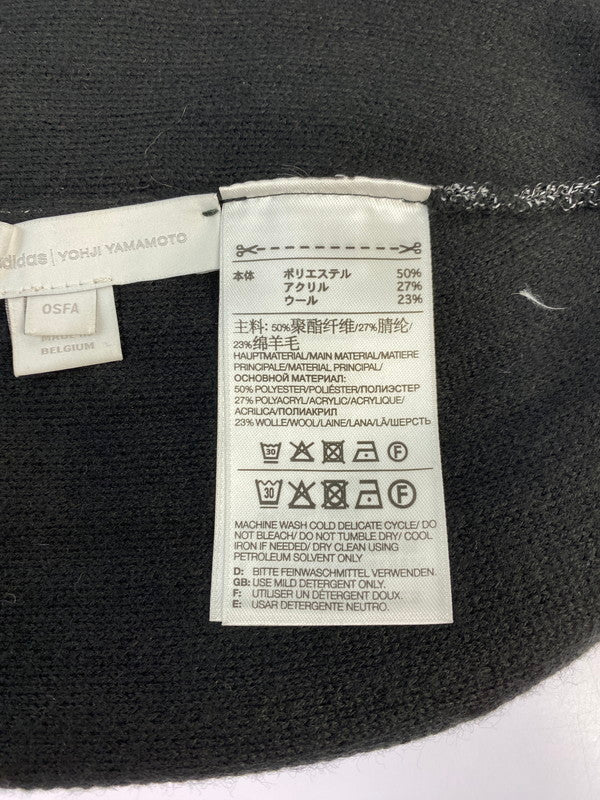 adidas | YOHJI YAMAMOTO
OSFA
MADE IN
BELGIUM
本体 ポリエステル 50%
アクリル 27%
ウール 23%
主料: 50%聚酯纤维/27%腈纶/
23%绵羊毛
HAUPTMATERIAL/MAIN MATERIAL/MATIERE
PRINCIPALE/MATERIAL PRINCIPAL/
ОСНОВНОЙ МАТЕРИАЛ:
50% POLYESTER/POLIÉSTER/ПОЛИЭСТЕР
27% POLYACRYL/ACRYLIC/ACRYLIQUE/
ACRILICA/ПОЛИАКРИЛ
23% WOLLE/WOOL/LAINE/LANA/LÃ/ШЕРСТЬ
30 F
30 F
MACHINE WASH COLD DELICATE CYCLE/ DO
NOT BLEACH/ DO NOT TUMBLE DRY/ COOL
IRON IF NEEDED/ DRY CLEAN USING
PETROLEUM SOLVENT ONLY
D: BITTE FEINWASCHMITTEL VERWENDEN.
GB: USE MILD DETERGENT ONLY.
F: UTILISER UN DÉTERGENT DOUX.
E: USAR DETERGENTE NEUTRO.